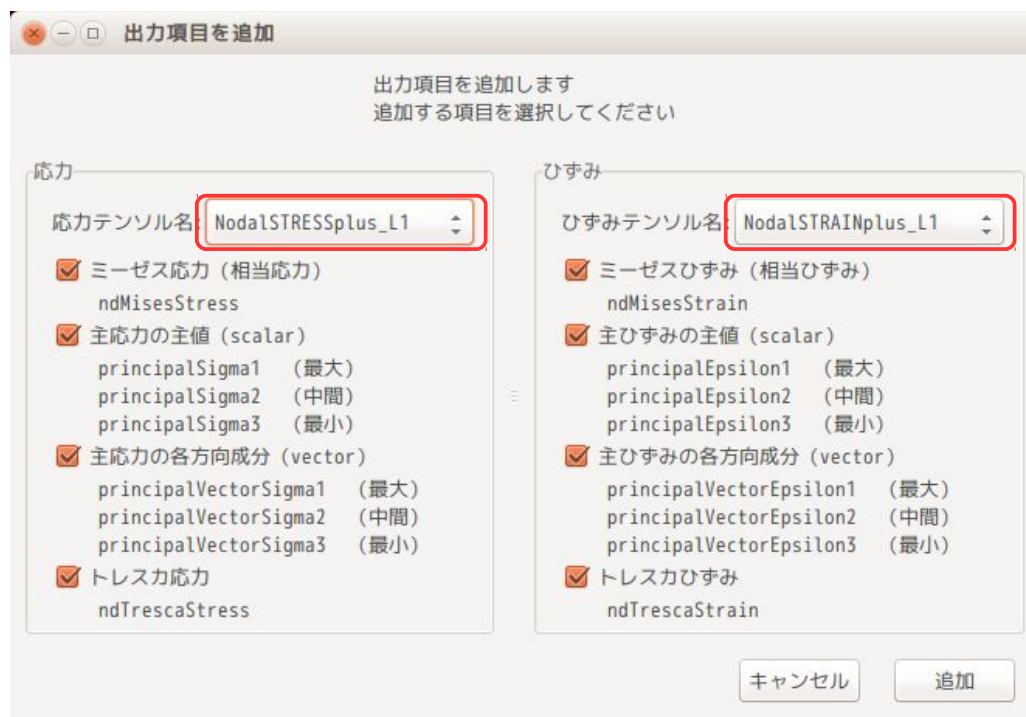 出力項目を追加
出力項目を追加します
追加する項目を選択してください
応力
応力テンソル名: NodalSTRESSplus_L1
ミーゼス応力 (相当応力)
ndMisesStress
主応力の主値 (scalar)
principalSigma1 (最大)
principalSigma2 (中間)
principalSigma3 (最小)
主応力の各方向成分 (vector)
principalVectorSigma1 (最大)
principalVectorSigma2 (中間)
principalVectorSigma3 (最小)
トレスカ応力
ndTrescaStress
ひずみ
ひずみテンソル名: NodalSTRAINplus_L1
ミーゼスひずみ (相当ひずみ)
ndMisesStrain
主ひずみの主値 (scalar)
principalEpsilon1 (最大)
principalEpsilon2 (中間)
principalEpsilon3 (最小)
主ひずみの各方向成分 (vector)
principalVectorEpsilon1 (最大)
principalVectorEpsilon2 (中間)
principalVectorEpsilon3 (最小)
トレスカひずみ
ndTrescaStrain
キャンセル
追加